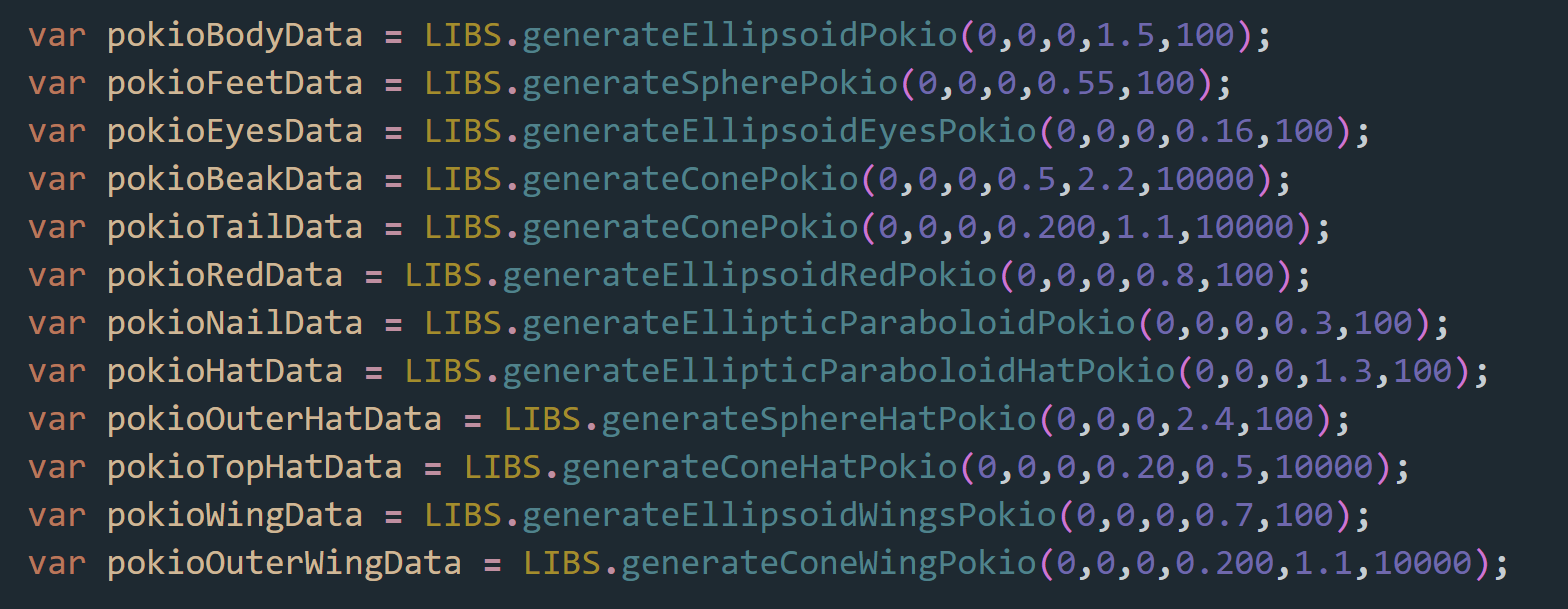 var pokioBodyData = LIBS.generateEllipsoidPokio(0,0,0,1.5,100);
var pokioFeetData = LIBS.generateSpherePokio(0,0,0,0.55,100);
var pokioEyesData = LIBS.generateEllipsoidEyesPokio(0,0,0,0.16,100);
var pokioBeakData = LIBS.generateConePokio(0,0,0,0.5,2.2,10000);
var pokioTailData = LIBS.generateConePokio(0,0,0,0.200,1.1,10000);
var pokioRedData = LIBS.generateEllipsoidRedPokio(0,0,0,0.8,100);
var pokioNailData = LIBS.generateEllipticParaboloidPokio(0,0,0,0.3,100);
var pokioHatData = LIBS.generateEllipticParaboloidHatPokio(0,0,0,1.3,100);
var pokioOuterHatData = LIBS.generateSphereHatPokio(0,0,0,2.4,100);
var pokioTopHatData = LIBS.generateConeHatPokio(0,0,0,0.20,0.5,10000);
var pokioWingData = LIBS.generateEllipsoidWingsPokio(0,0,0,0.7,100);
var pokioOuterWingData = LIBS.generateConeWingPokio(0,0,0,0.200,1.1,10000);